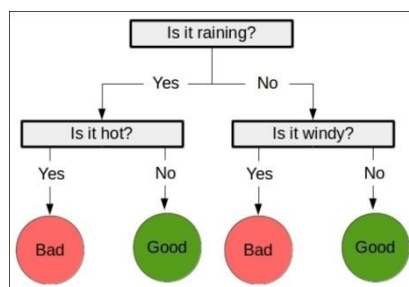 Is it raining?
Yes No
Is it hot? Is it windy?
Yes No Yes No
Bad Good Bad Good